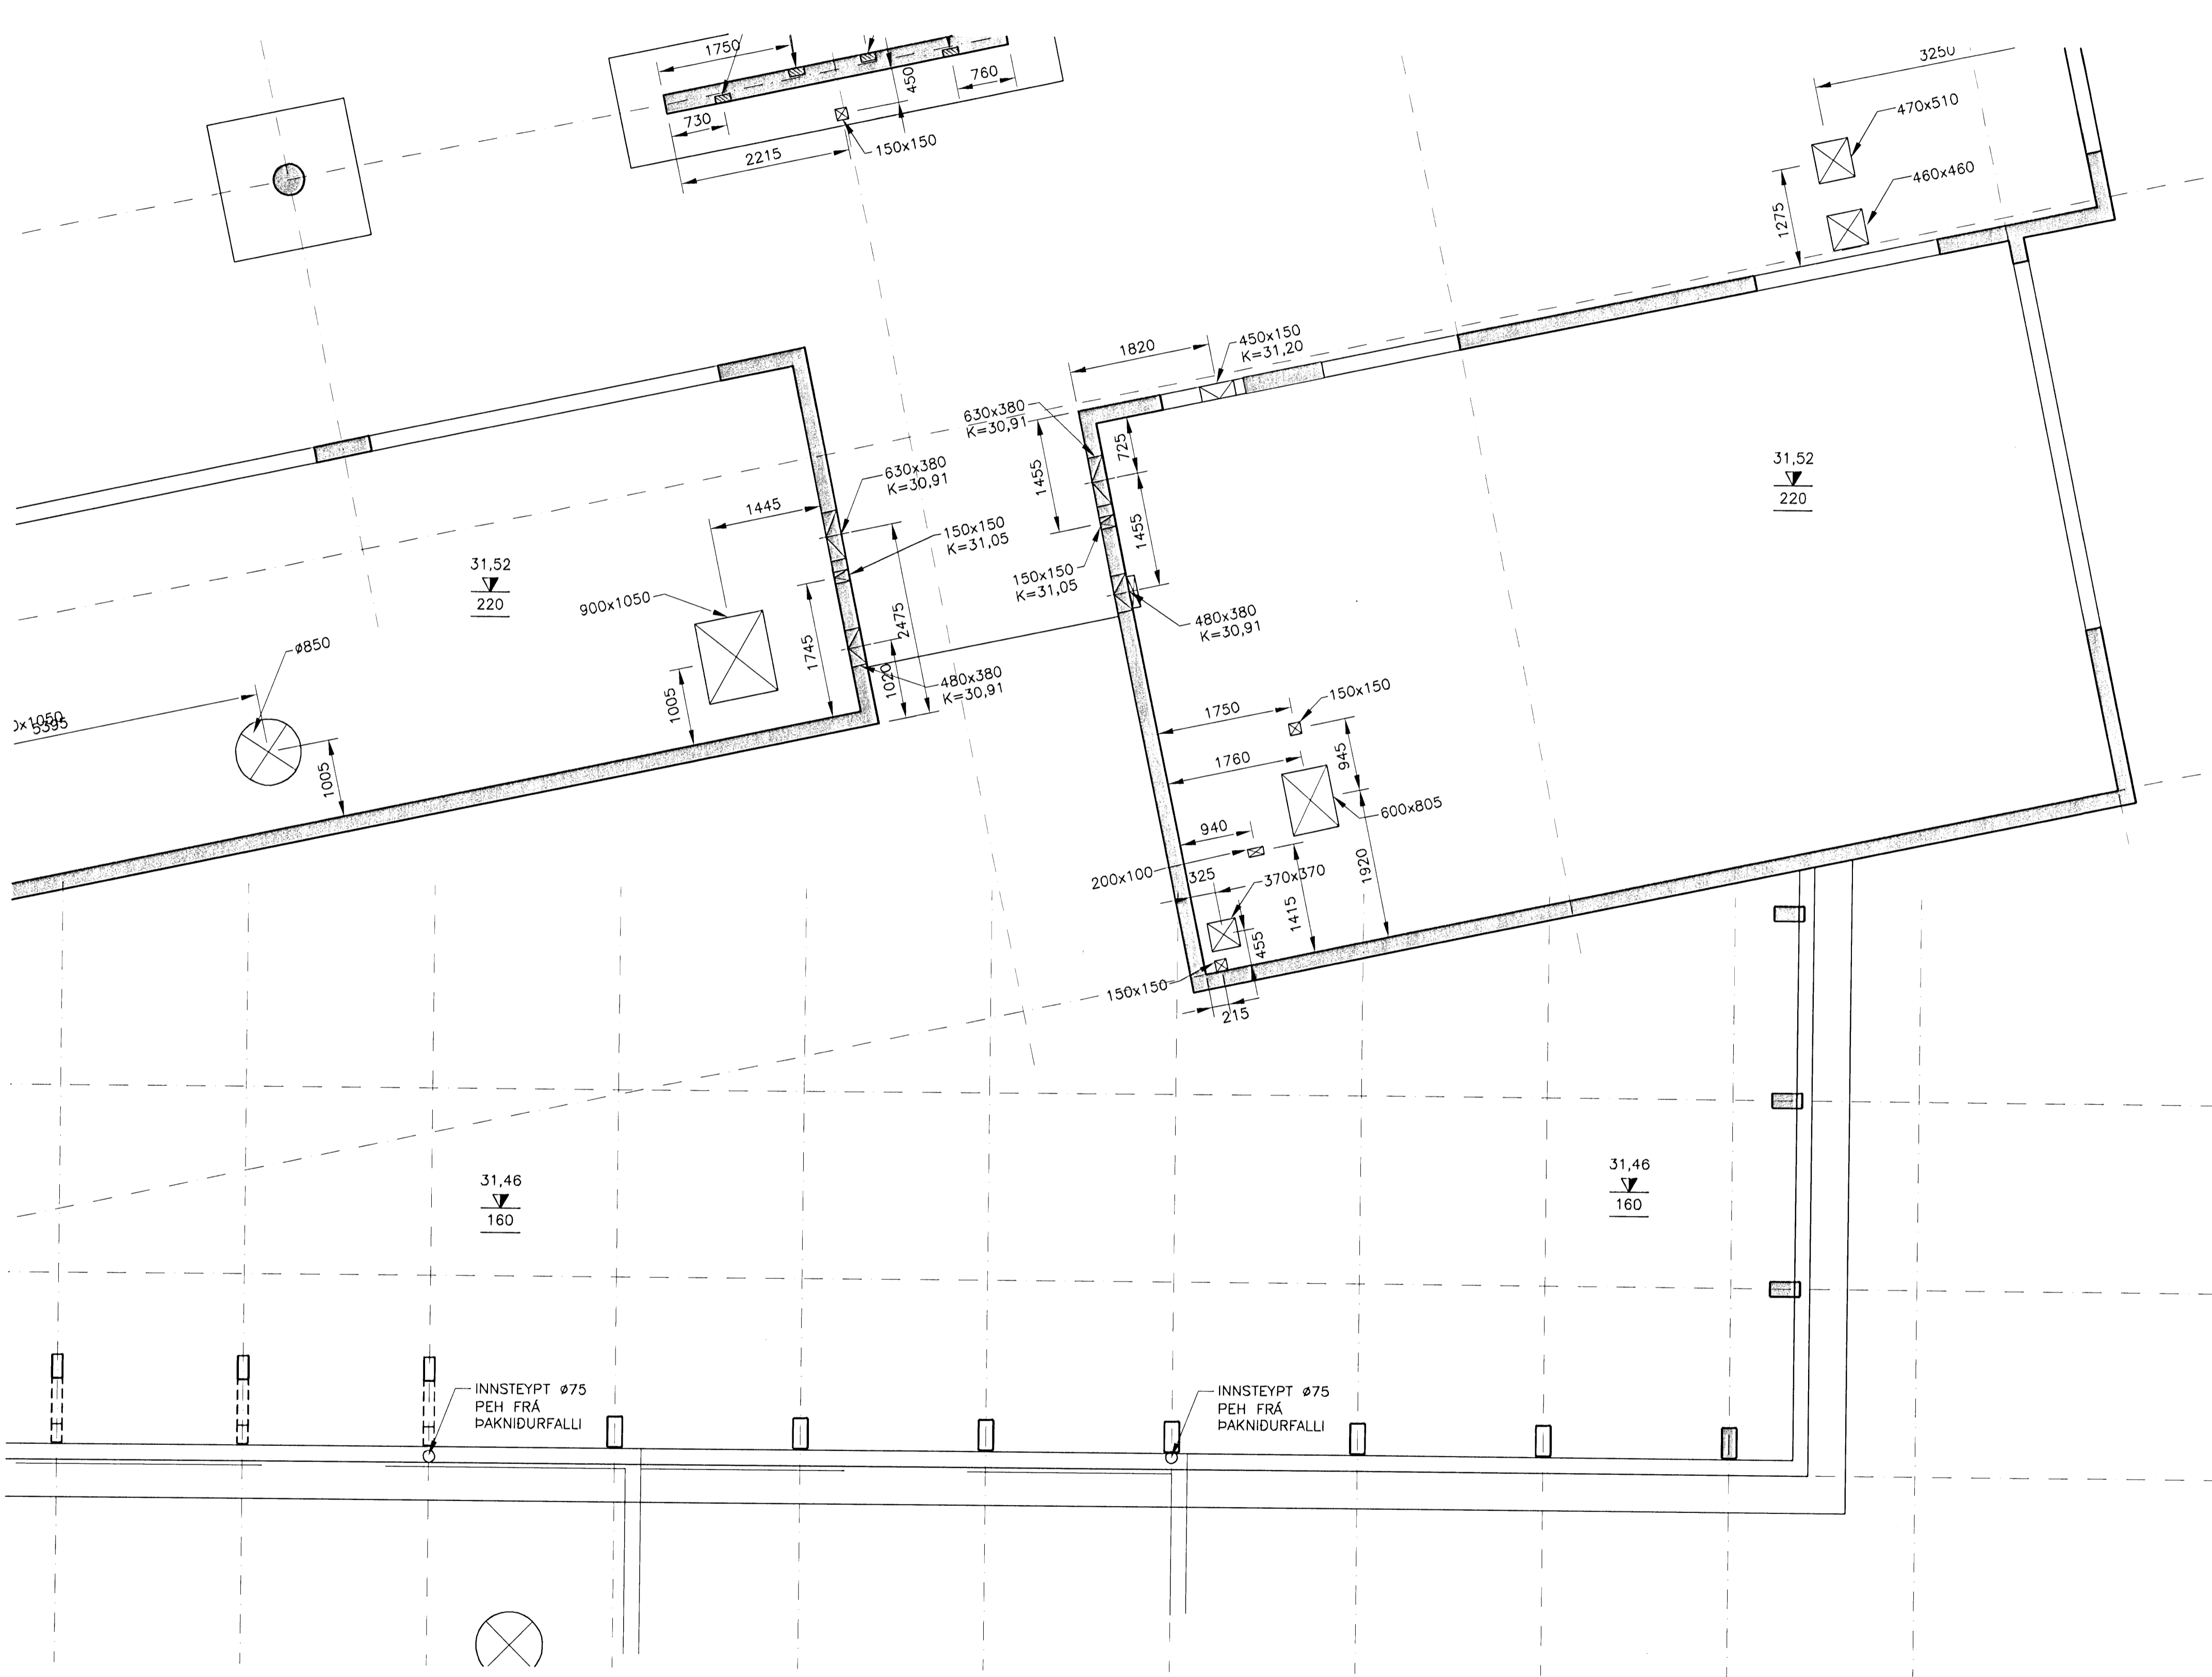 1750
450
760
730
2215
150x150
3250
470x510
460x460
1275
1820
450x150
K=31,20
630x380
K=30,91
1455
725
1455
150x150
K=31,05
480x380
K=30,91
31,52
220
630x380
K=30,91
1445
150x150
K=31,05
31,52
220
900x1050
2475
1745
1020
480x380
K=30,91
1005
ø850
5395
1005
1750
150x150
945
1760
600x805
940
200x100
325
370x370
1415
1920
455
150x150
215
31,46
160
31,46
160
INNSTEYPT ø75
PEH FRÁ
ÞAKNIÐURFALLI
INNSTEYPT ø75
PEH FRÁ
ÞAKNIÐURFALLI